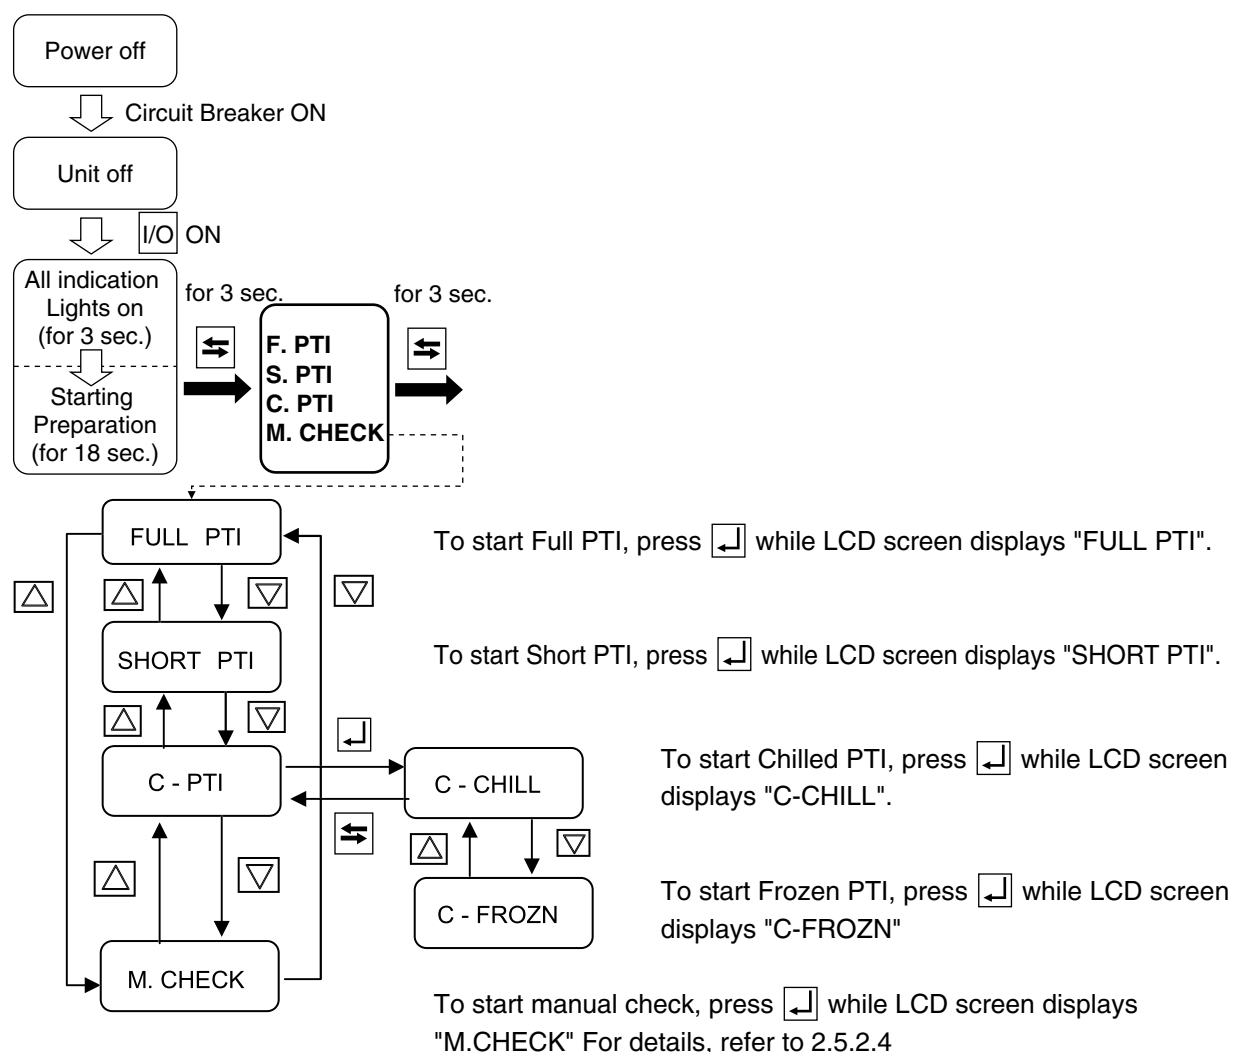 Power off
Circuit Breaker ON
Unit off
I/O ON
All indication
Lights on
(for 3 sec.)
Starting
Preparation
(for 18 sec.)
for 3 sec.
F. PTI
S. PTI
C. PTI
M. CHECK
for 3 sec.
FULL PTI
To start Full PTI, press while LCD screen displays "FULL PTI".
SHORT PTI
To start Short PTI, press while LCD screen displays "SHORT PTI".
C - PTI
C - CHILL
To start Chilled PTI, press while LCD screen
displays "C-CHILL".
C - FROZN
To start Frozen PTI, press while LCD screen
displays "C-FROZN"
M. CHECK
To start manual check, press while LCD screen displays
"M.CHECK" For details, refer to 2.5.2.4